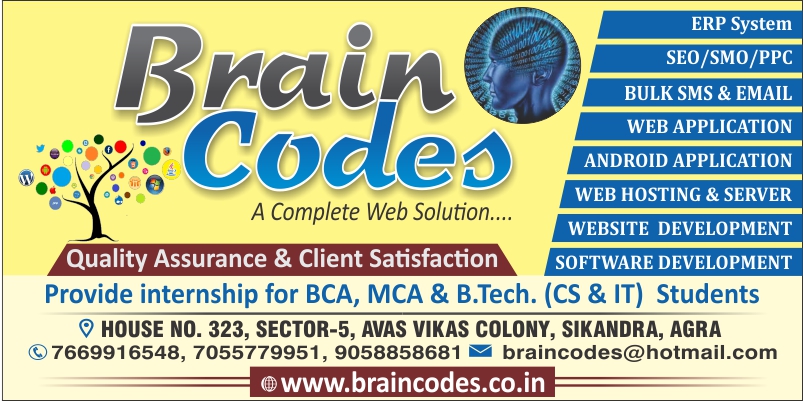 Brain
Codes
A Complete Web Solution....
Quality Assurance & Client Satisfaction
ERP System
SEO/SMO/PPC
BULK SMS & EMAIL
WEB APPLICATION
ANDROID APPLICATION
WEB HOSTING & SERVER
WEBSITE DEVELOPMENT
SOFTWARE DEVELOPMENT
Provide internship for BCA, MCA & B.Tech. (CS & IT) Students
HOUSE NO. 323, SECTOR-5, AVAS VIKAS COLONY, SIKANDRA, AGRA
7669916548, 7055779951, 9058858681 braincodes@hotmail.com
www.braincodes.co.in